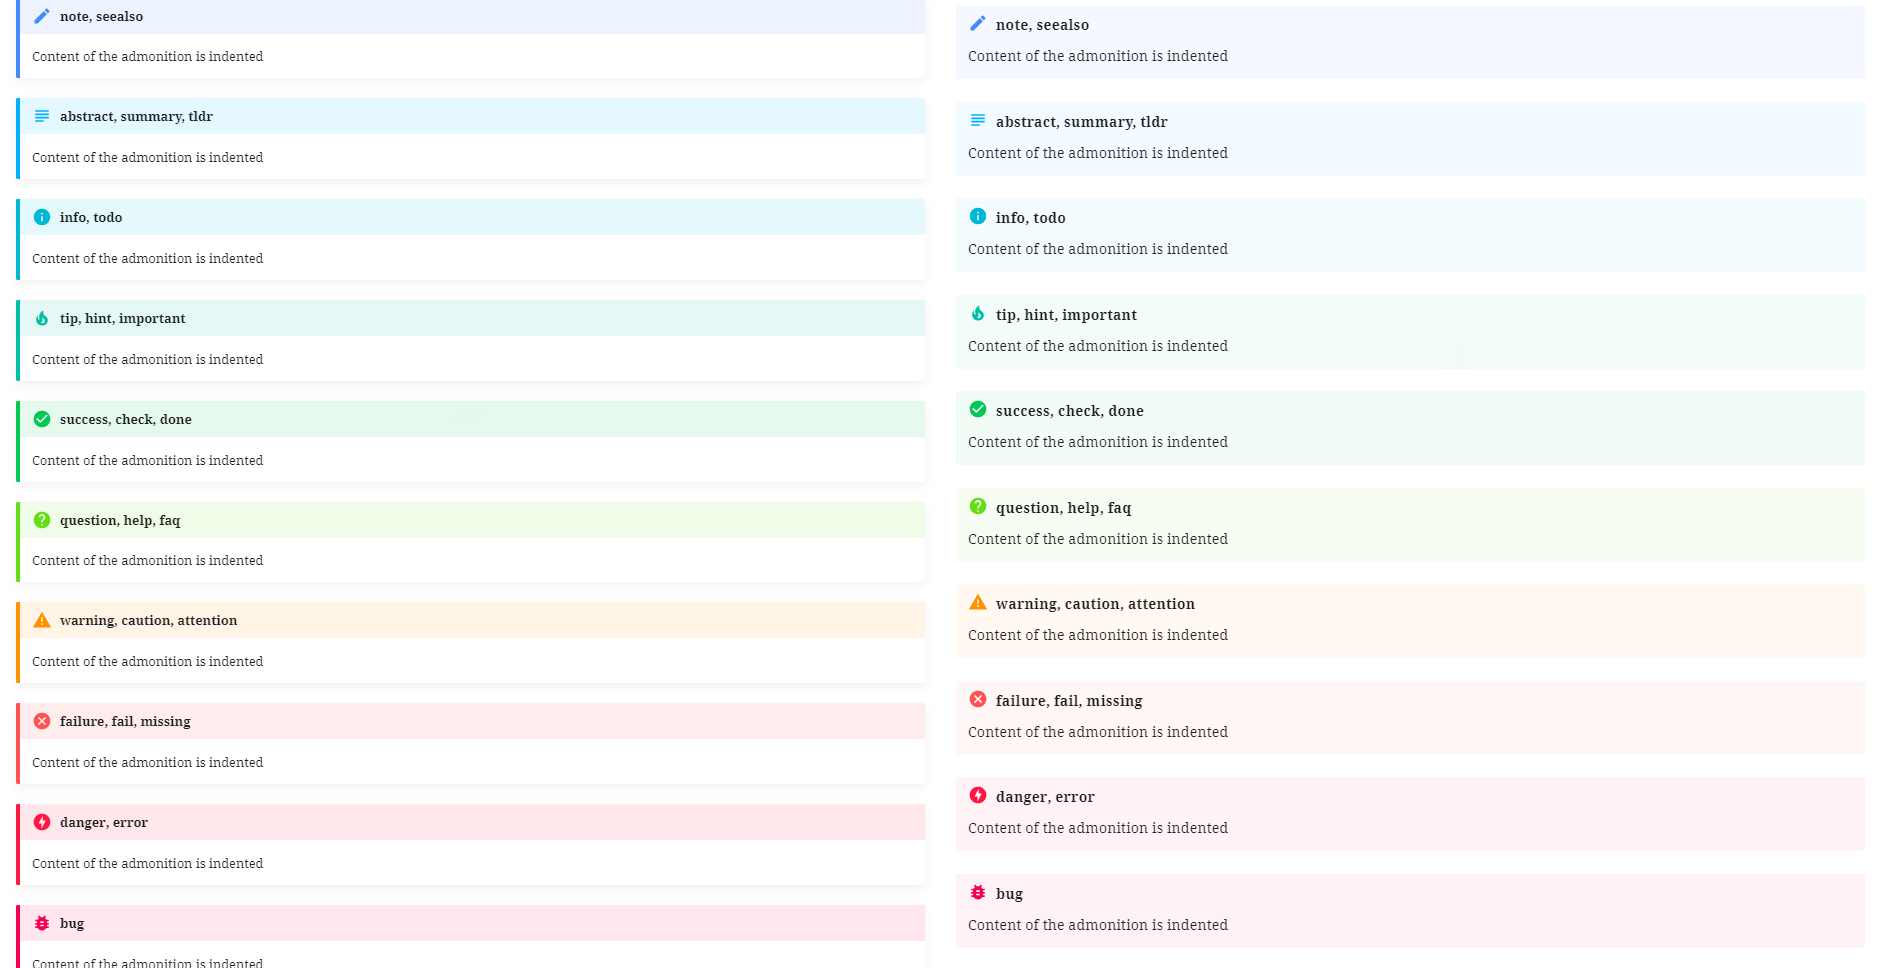 note, seealso
Content of the admonition is indented
abstract, summary, tldr
Content of the admonition is indented
info, todo
Content of the admonition is indented
tip, hint, important
Content of the admonition is indented
success, check, done
Content of the admonition is indented
question, help, faq
Content of the admonition is indented
warning, caution, attention
Content of the admonition is indented
failure, fail, missing
Content of the admonition is indented
danger, error
Content of the admonition is indented
bug
Content of the admonition is indented
note, seealso
Content of the admonition is indented
abstract, summary, tldr
Content of the admonition is indented
info, todo
Content of the admonition is indented
tip, hint, important
Content of the admonition is indented
success, check, done
Content of the admonition is indented
question, help, faq
Content of the admonition is indented
warning, caution, attention
Content of the admonition is indented
failure, fail, missing
Content of the admonition is indented
danger, error
Content of the admonition is indented
bug
Content of the admonition is indented